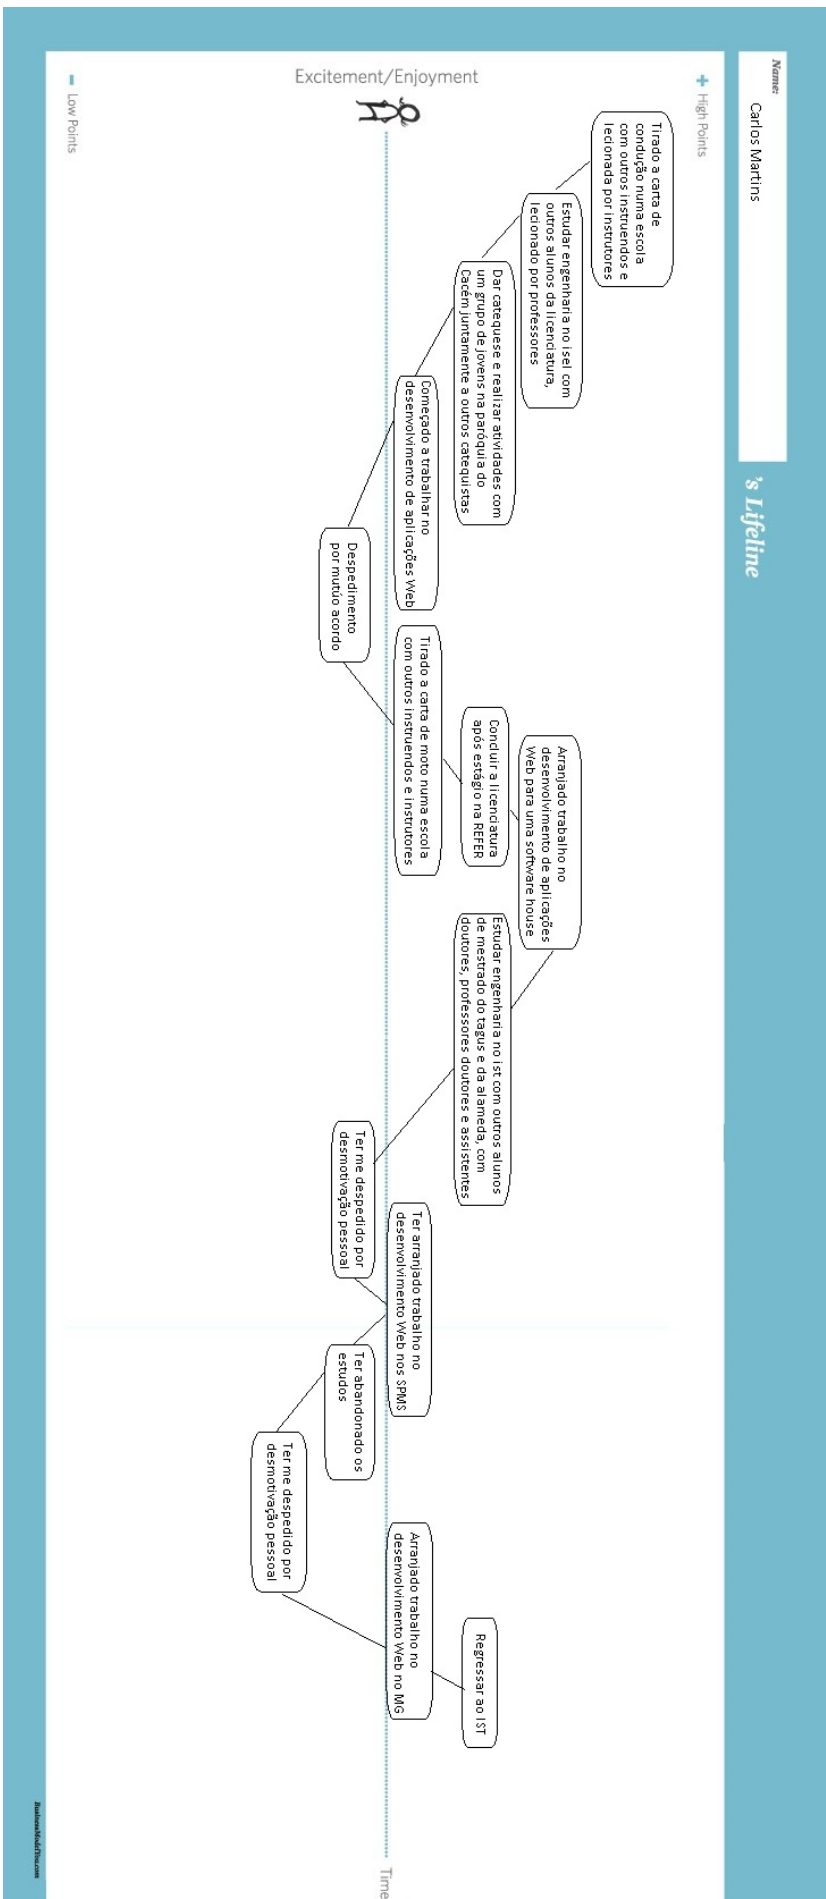 Name:
Carlos Martins
's Lifeline
+ High Points
Excitement/Enjoyment
- Low Points
Tirado a carta de
condução numa escola
com outros instruendos e
lecionada por instrutores
Estudar engenharia no isel com
outros alunos da licenciatura,
lecionado por professores
Dar catequese e realizar atividades com
um grupo de jovens na paróquia do
Cacém juntamente a outros catequistas
Começado a trabalhar no
desenvolvimento de aplicações Web
Despedimento
por mutúo acordo
Tirado a carta de moto numa escola
com outros instruendos e instrutores
Concluir a licenciatura
após estágio na REFER
Arranjado trabalho no
desenvolvimento de aplicações
Web para uma software house
Estudar engenharia no ist com outros alunos
de mestrado do tagus e da alameda, com
doutores, professores doutores e assistentes
Ter me despedido por
desmotivação pessoal
Ter arranjado trabalho no
desenvolvimento Web nos SPMS
Ter abandonado os
estudos
Ter me despedido por
desmotivação pessoal
Arranjado trabalho no
desenvolvimento Web no MG
Regressar ao IST
Time
BusinessModelYou.com